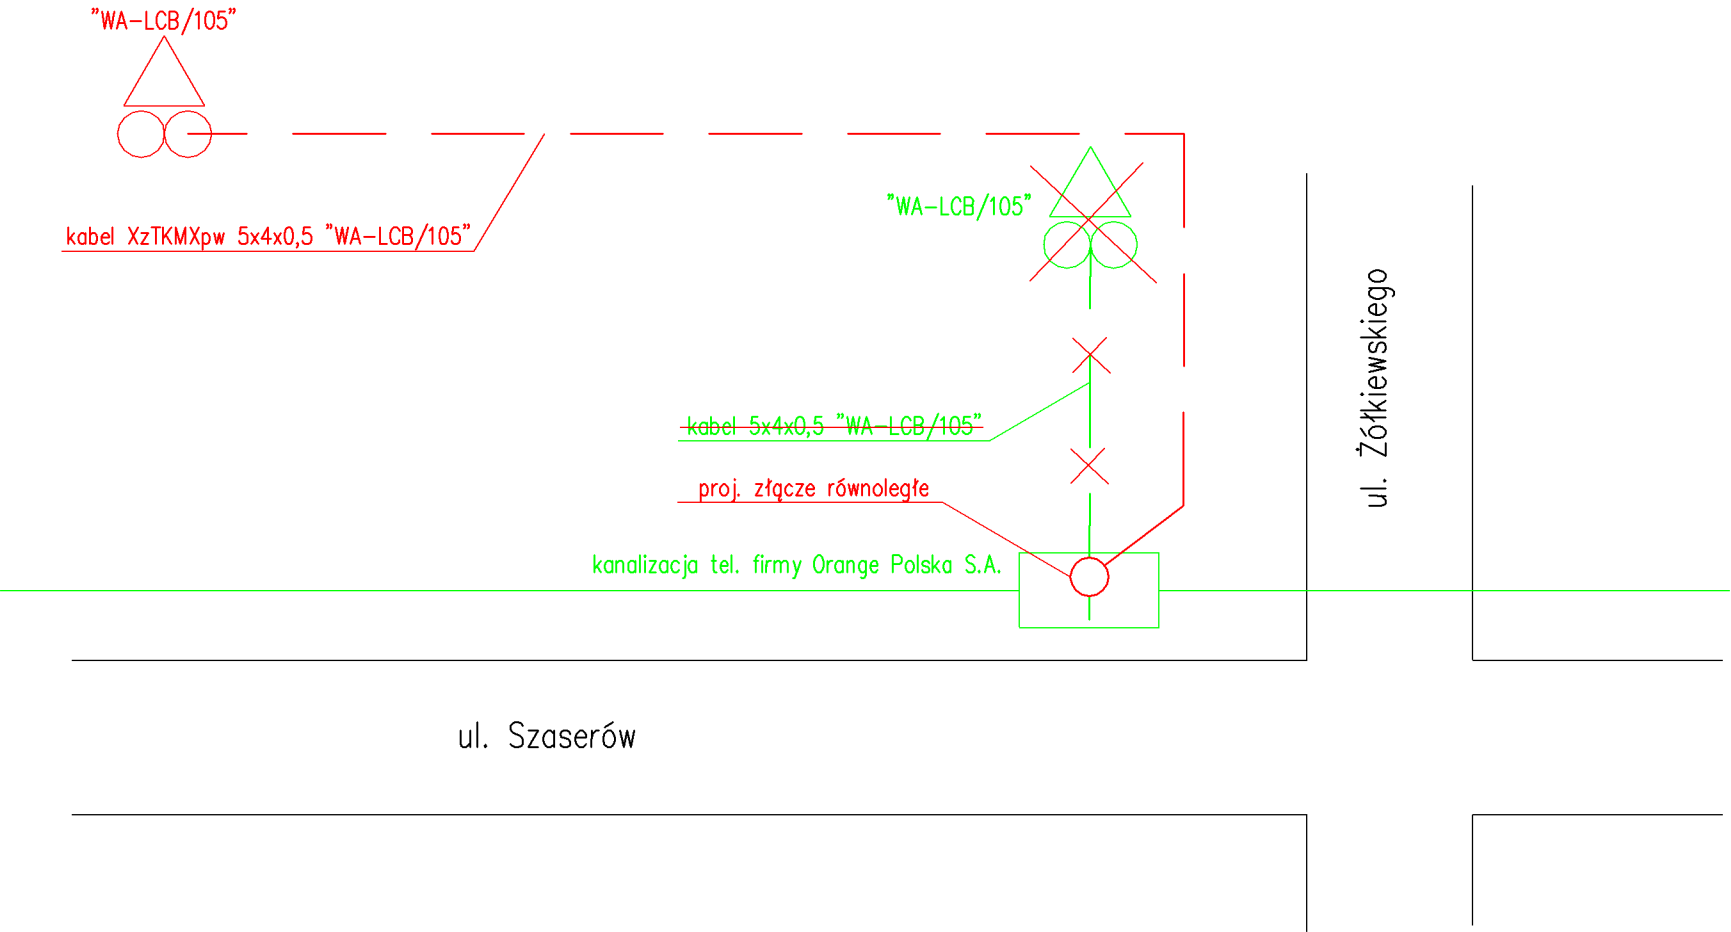 "WA-LCB/105"
"WA-LCB/105"
kabel XzTKMXpw 5x4x0,5 "WA-LCB/105"
ul. Żółkiewskiego
kabel 5x4x0,5 "WA-LCB/105"
proj. złącze równoległe
kanalizacja tel. firmy Orange Polska S.A.
ul. Szaserów